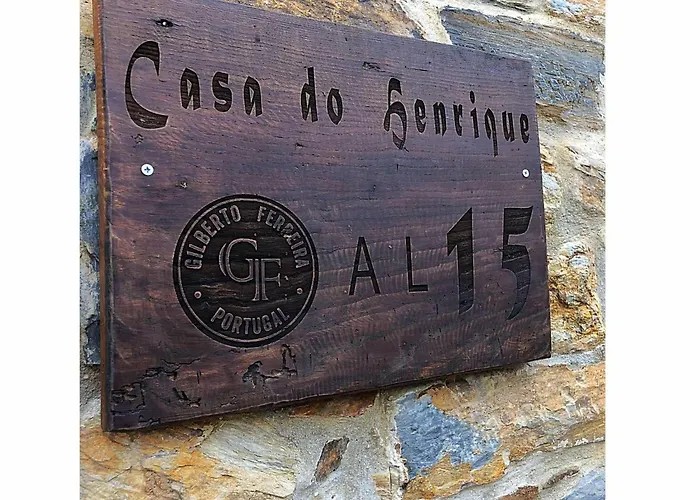 Casa do Henrique
GILBERTO FERREIRA
GF
PORTUGAL
AL 15